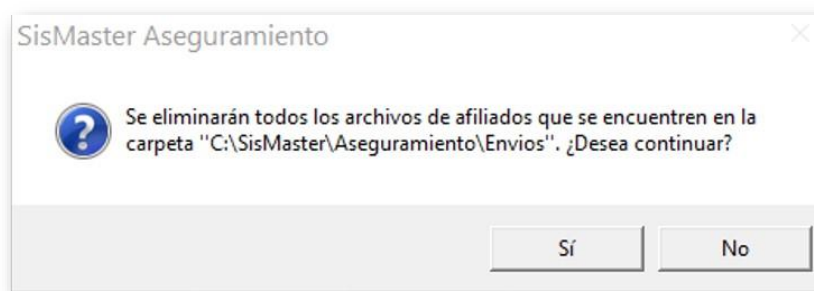 SisMaster Aseguramiento
Se eliminarán todos los archivos de afiliados que se encuentren en la
carpeta "C:\SisMaster\Aseguramiento\Envios". ¿Desea continuar?
Sí
No